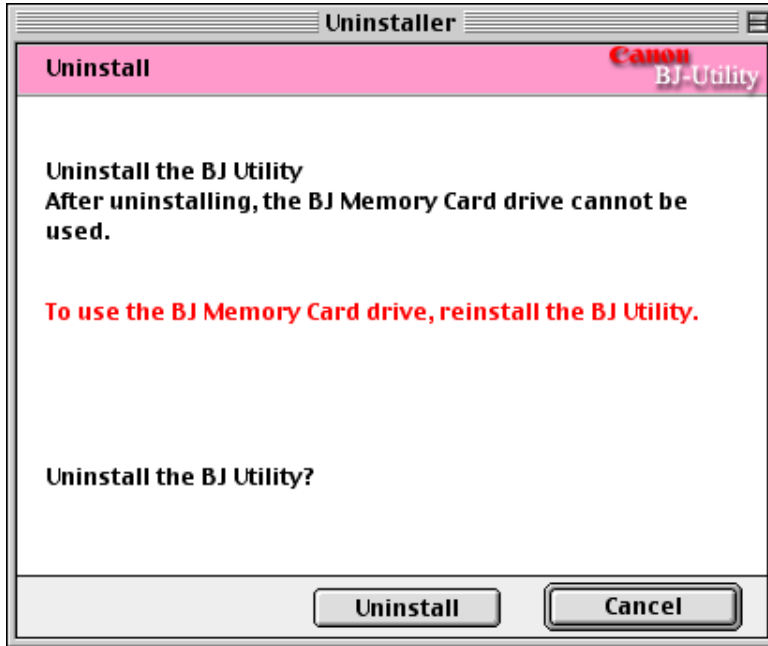 Uninstaller
Uninstall
Canon
BJ-Utility
Uninstall the BJ Utility
After uninstalling, the BJ Memory Card drive cannot be
used.
To use the BJ Memory Card drive, reinstall the BJ Utility.
Uninstall the BJ Utility?
Uninstall
Cancel